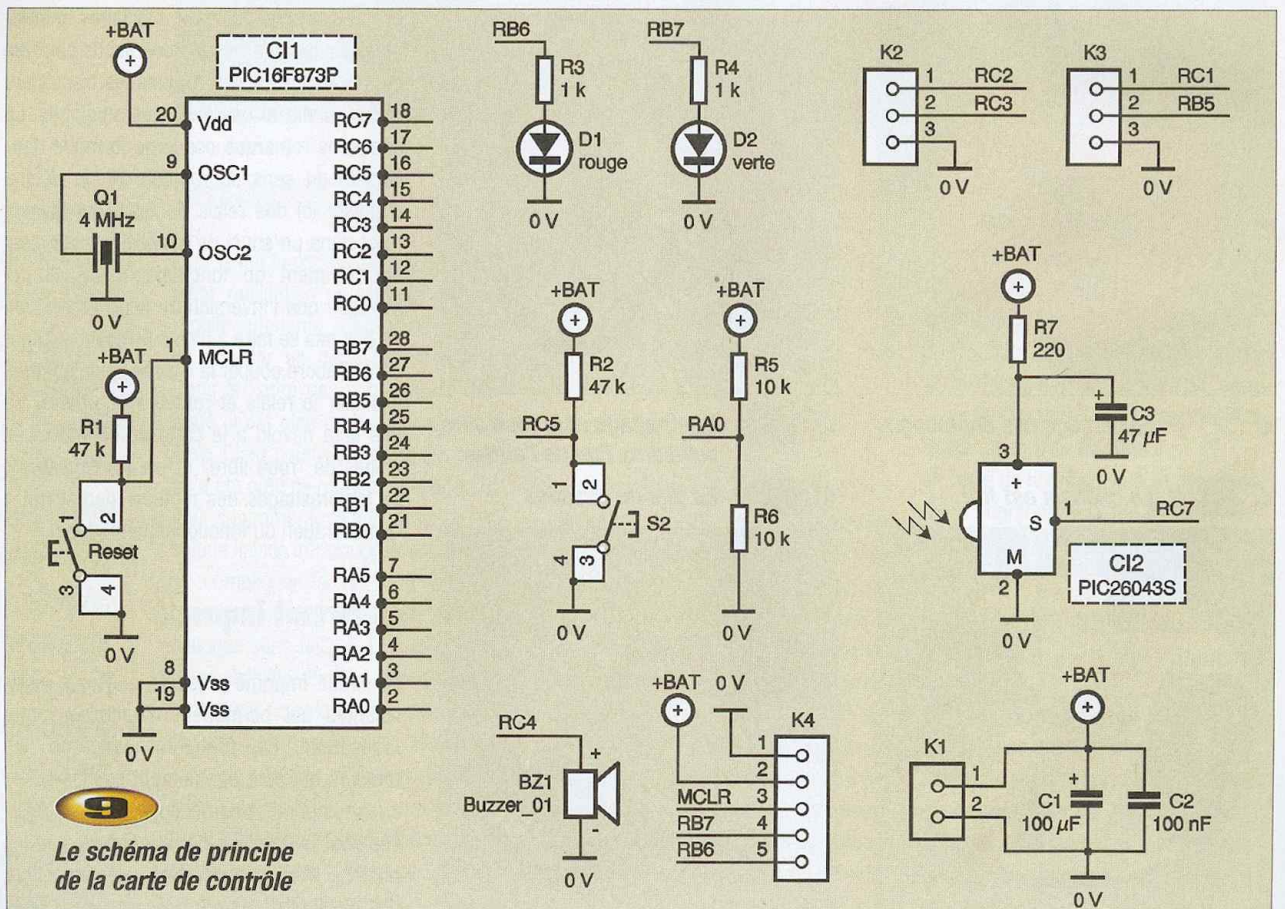 +BAT
CI1
PIC16F873P
20
Vdd
9
OSC1
Q1
4 MHz
10
OSC2
0 V
+BAT
1
MCLR
R1
47 k
1
2
Reset
3
4
0 V
8
Vss
19
Vss
0 V
RC7
18
RC6
17
RC5
16
RC4
15
RC3
14
RC2
13
RC1
12
RC0
11
RB7
28
RB6
27
RB5
26
RB4
25
RB3
24
RB2
23
RB1
22
RB0
21
RA5
7
RA4
6
RA3
5
RA2
4
RA1
3
RA0
2
RB6
R3
1 k
D1
rouge
0 V
RB7
R4
1 k
D2
verte
0 V
K2
1
RC2
2
RC3
3
0 V
K3
1
RC1
2
RB5
3
0 V
+BAT
R2
47 k
RC5
1
2
S2
4
3
0 V
+BAT
R5
10 k
RA0
R6
10 k
0 V
+BAT
R7
220
+
C3
47 µF
0 V
3
+
S
1
RC7
M
2
0 V
CI2
PIC26043S
RC4
+
BZ1
Buzzer_01
-
0 V
+BAT
0 V
K4
1
2
MCLR
3
RB7
4
RB6
5
+BAT
K1
1
2
+
C1
100 µF
C2
100 nF
0 V
9
Le schéma de principe
de la carte de contrôle